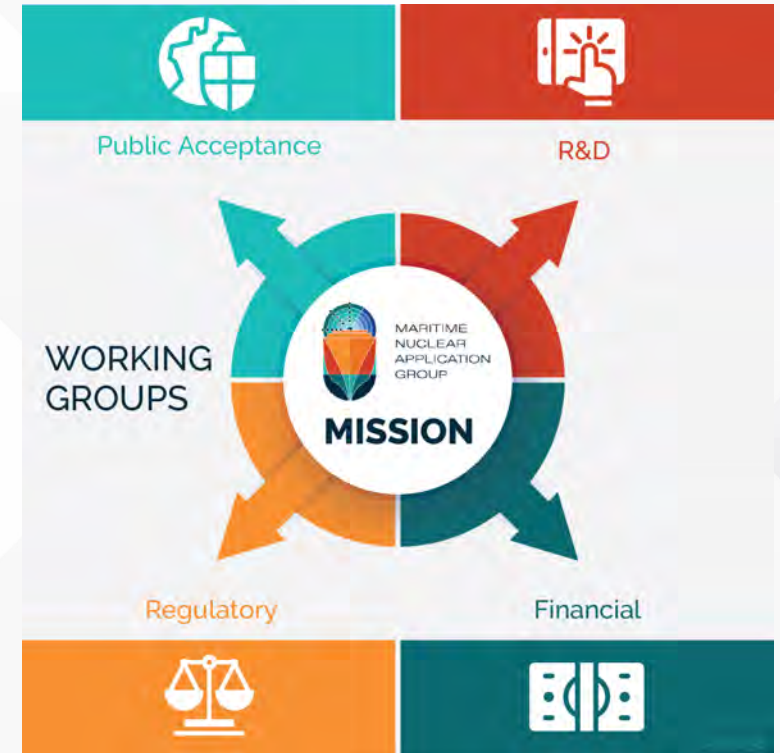 Public Acceptance
R&D
WORKING
GROUPS
MARITIME
NUCLEAR
APPLICATION
GROUP
MISSION
Regulatory
Financial